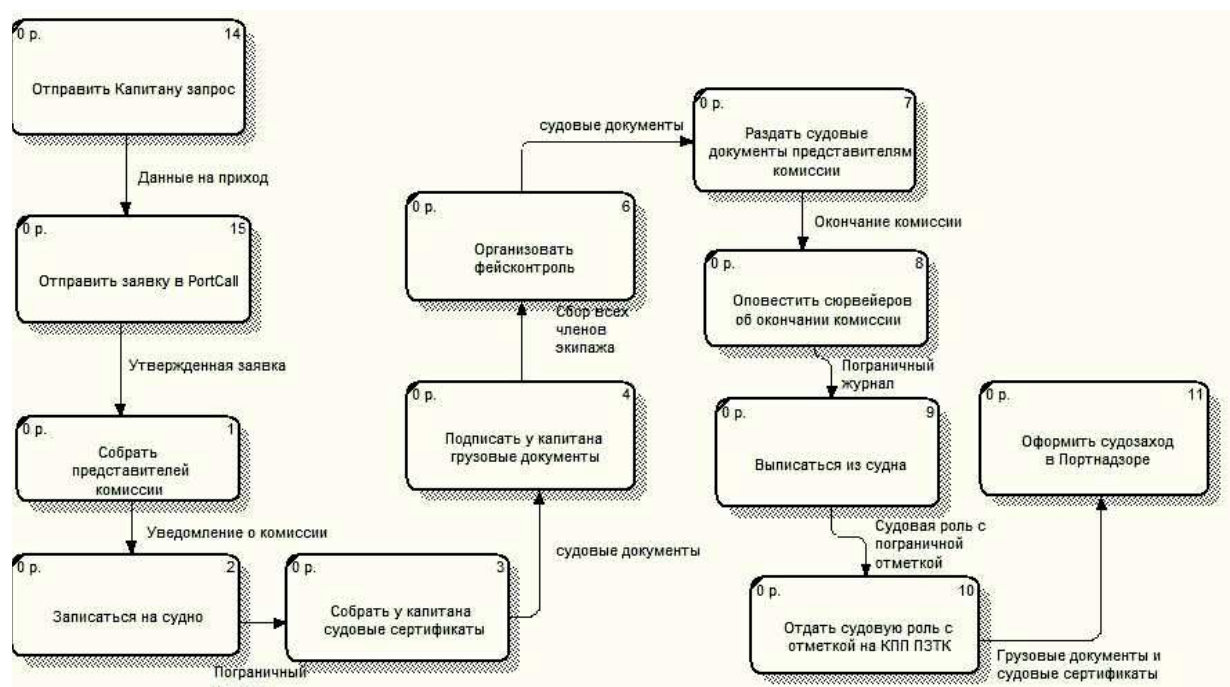 0 р. 14
Отправить Капитану запрос
Данные на приход
0 р. 15
Отправить заявку в PortCall
Утвержденная заявка
0 р. 1
Собрать
представителей
комиссии
Уведомление о комиссии
0 р. 2
Записаться на судно
Пограничный
0 р. 3
Собрать у капитана
судовые сертификаты
судовые документы
0 р. 4
Подписать у капитана
грузовые документы
Сбор всех
членов
экипажа
0 р. 6
Организовать
фейсконтроль
судовые документы
0 р. 7
Раздать судовые
документы представителям
комиссии
Окончание комиссии
0 р. 8
Оповестить сюрвейеров
об окончании комиссии
Пограничный
журнал
0 р. 9
Выписаться из судна
Судовая роль с
пограничной
отметкой
0 р. 10
Отдать судовую роль с
отметкой на КПП ПЗТК
Грузовые документы и
судовые сертификаты
0 р. 11
Оформить судозаход
в Портнадзоре